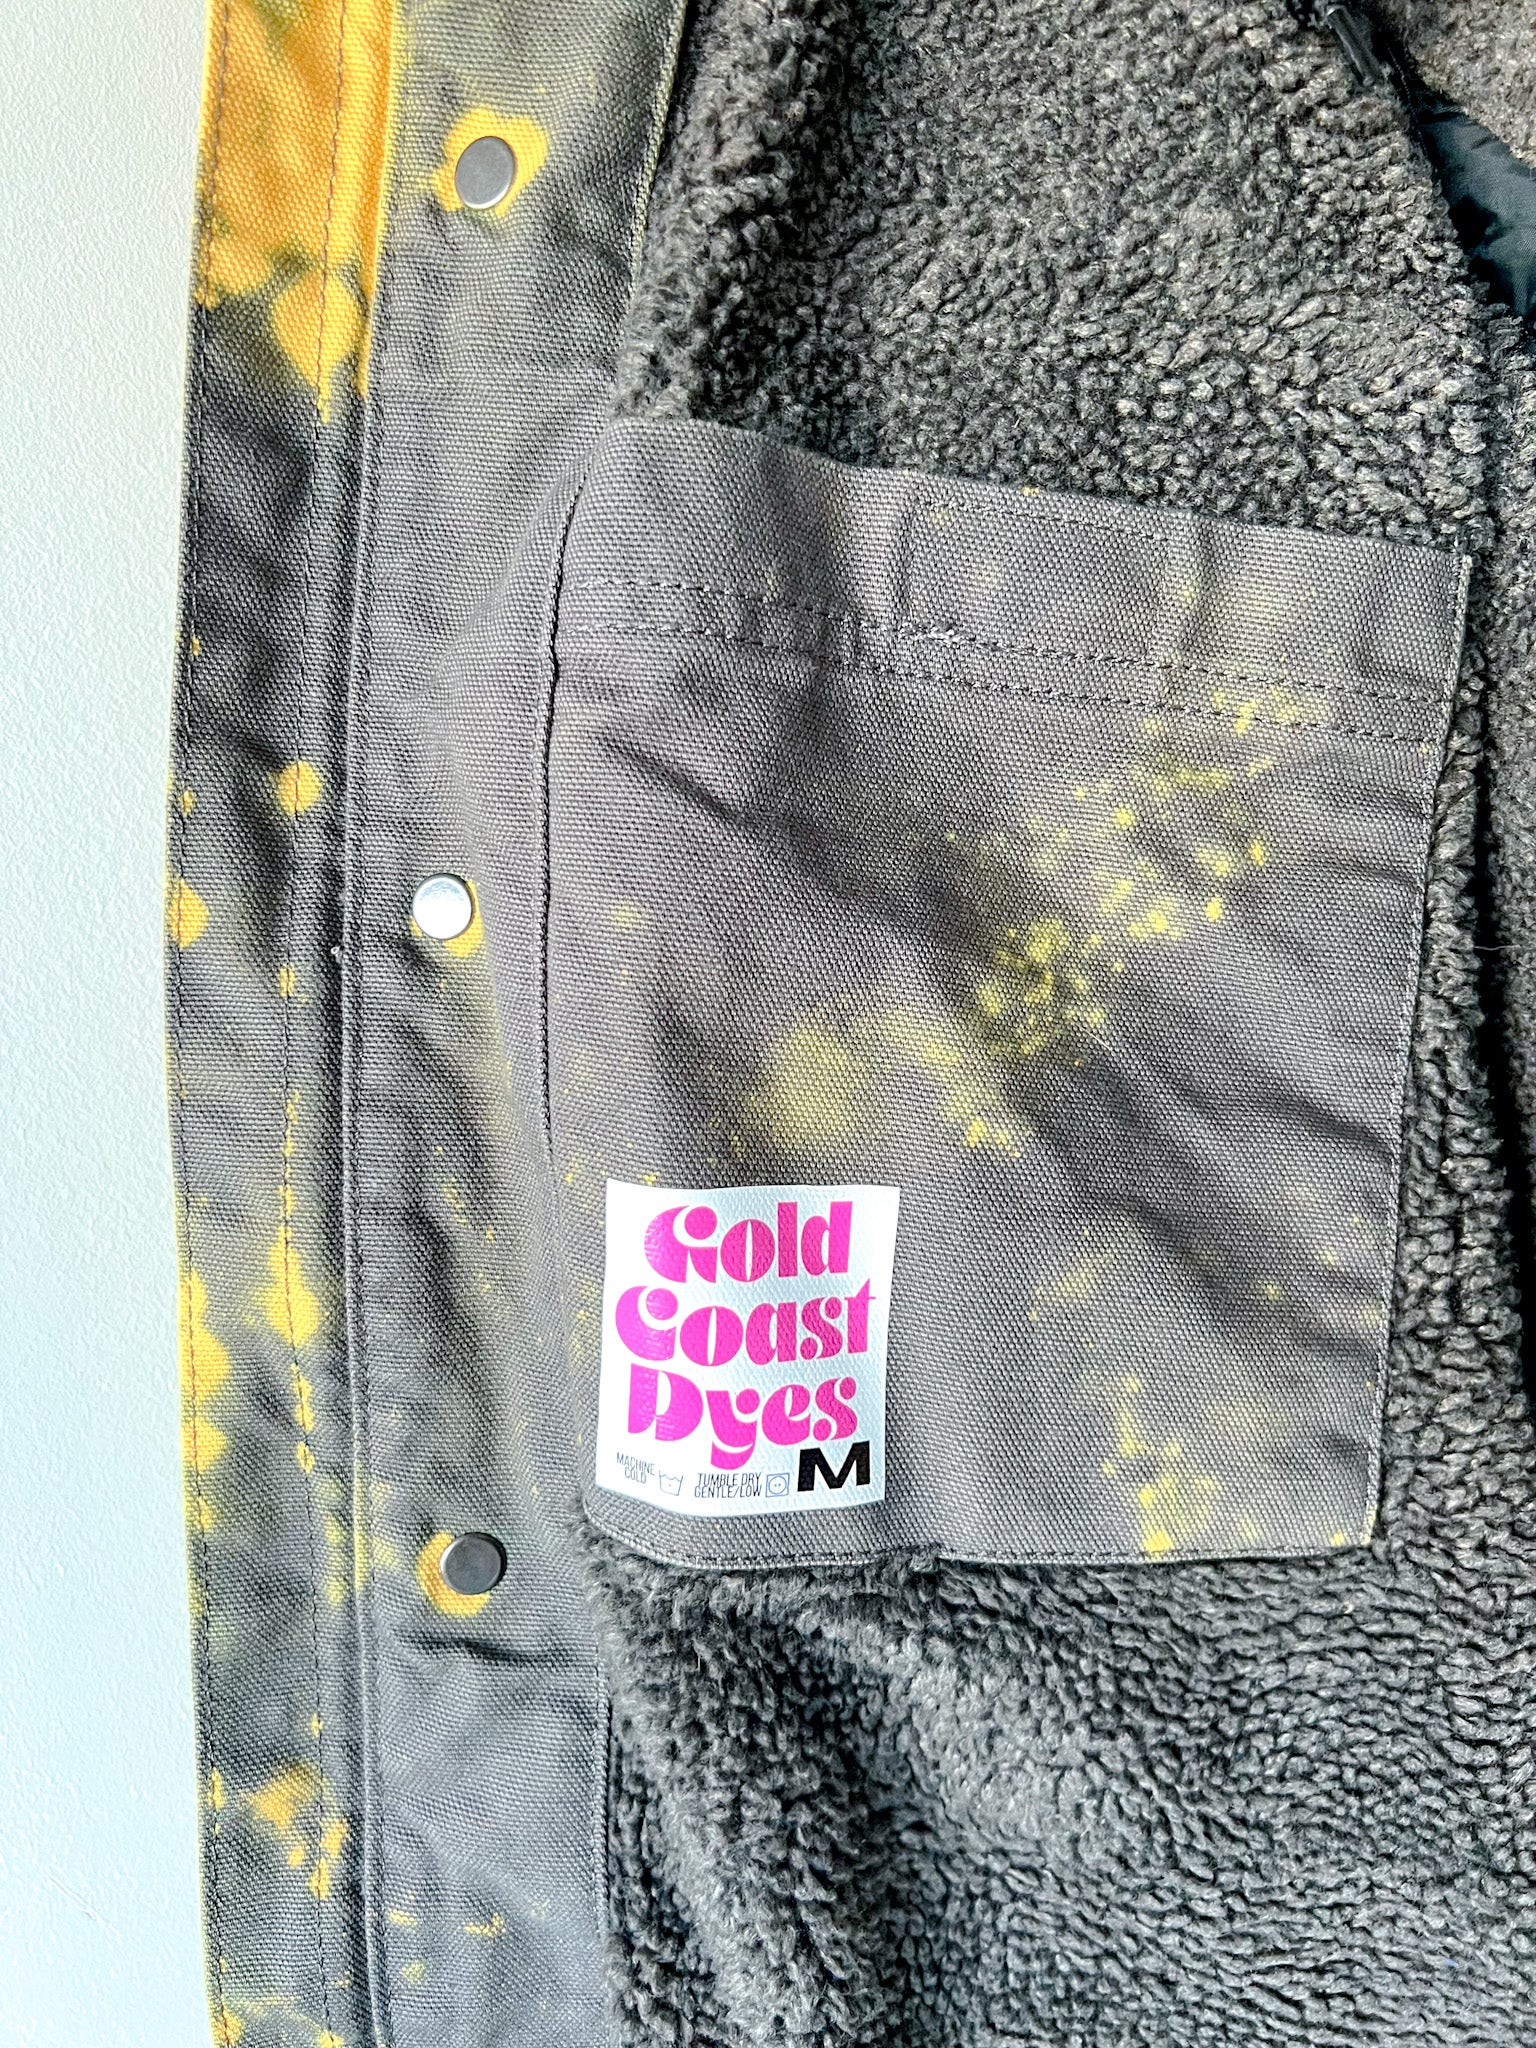 Gold
Coast
Dyes
MACHINE
COLD
TUMBLE DRY
GENTLE/LOW
M